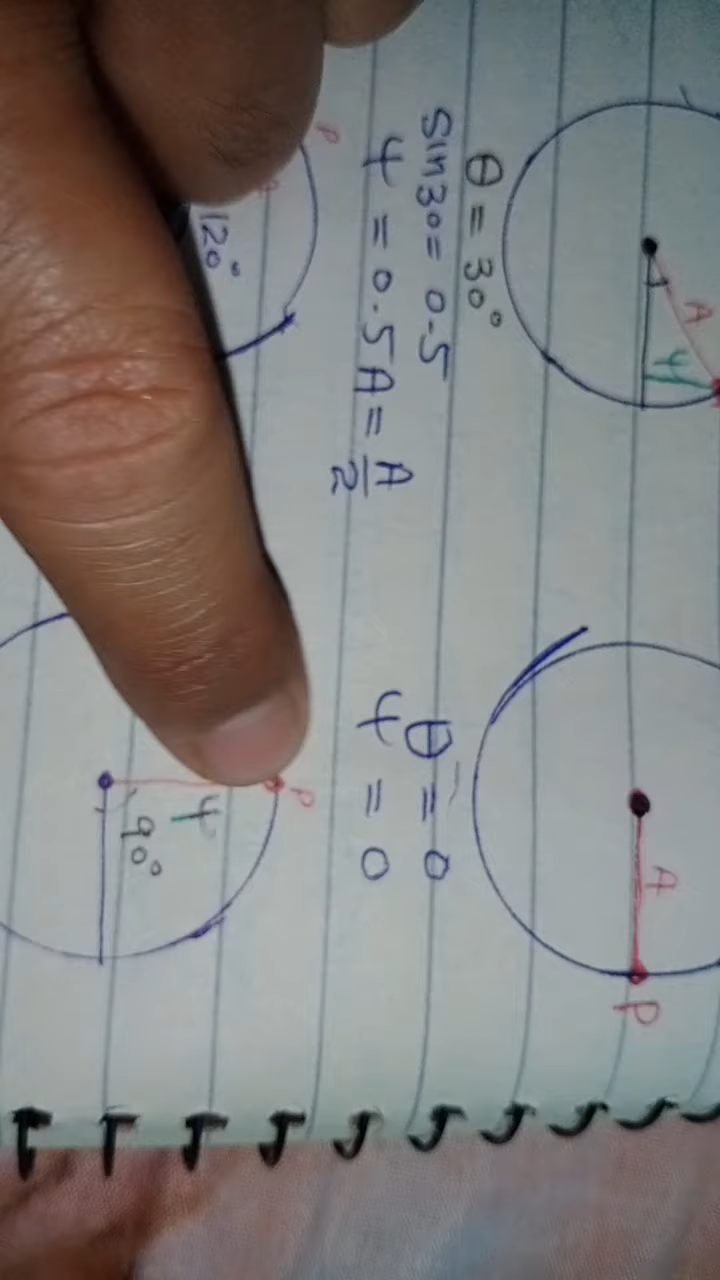 A
ψ
A
P
θ = 30°
Sin30 = 0.5
ψ = 0.5A = A/2
θ = 0
ψ = 0
P
120°
P
ψ
90°